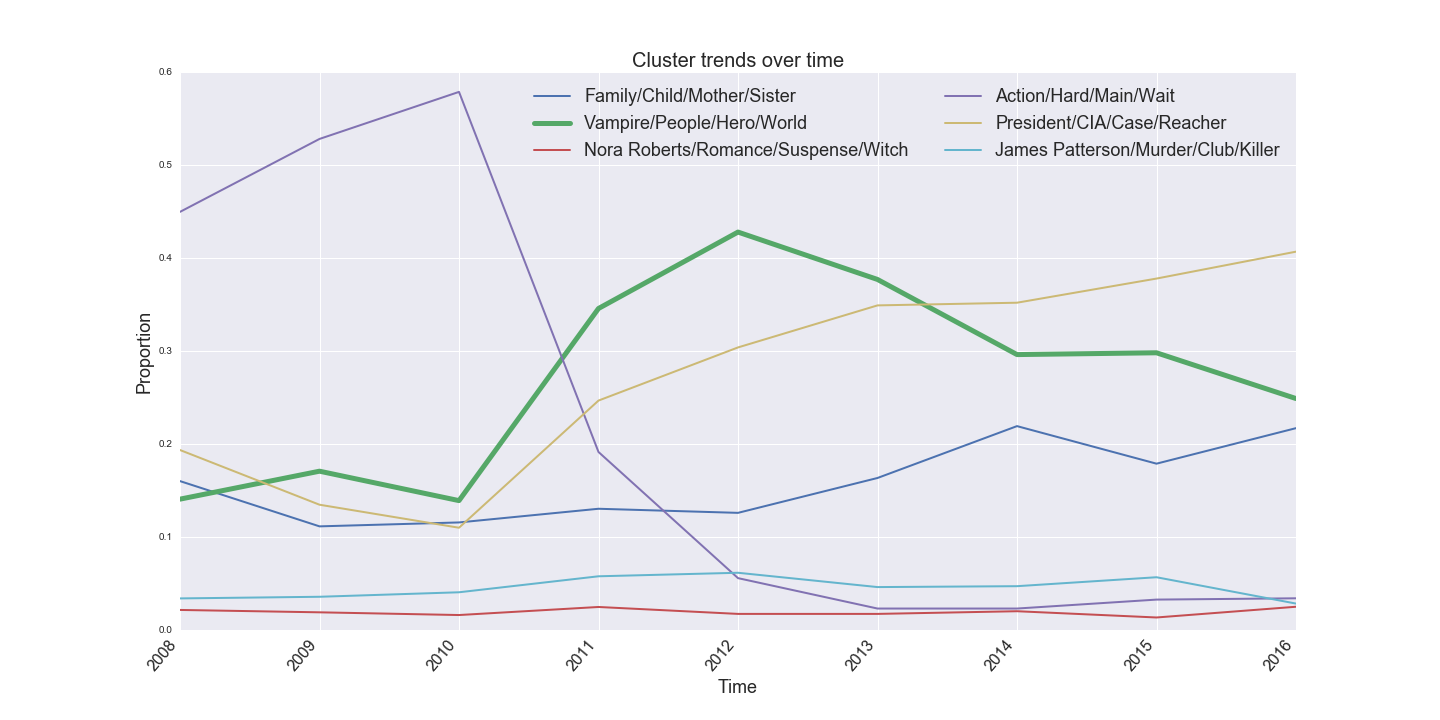 Cluster trends over time
Family/Child/Mother/Sister
Vampire/People/Hero/World
Nora Roberts/Romance/Suspense/Witch
Action/Hard/Main/Wait
President/CIA/Case/Reacher
James Patterson/Murder/Club/Killer
0.6
0.5
0.4
0.3
0.2
0.1
0.0
Proportion
2008
2009
2010
2011
2012
2013
2014
2015
2016
Time